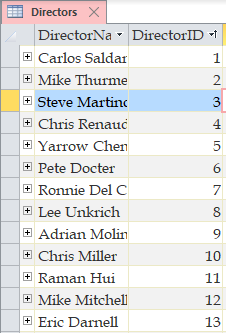 Directors
DirectorNa DirectorID
Carlos Saldar 1
Mike Thurme 2
Steve Martino 3
Chris Renaud 4
Yarrow Chen 5
Pete Docter 6
Ronnie Del C 7
Lee Unkrich 8
Adrian Molin 9
Chris Miller 10
Raman Hui 11
Mike Mitchell 12
Eric Darnell 13